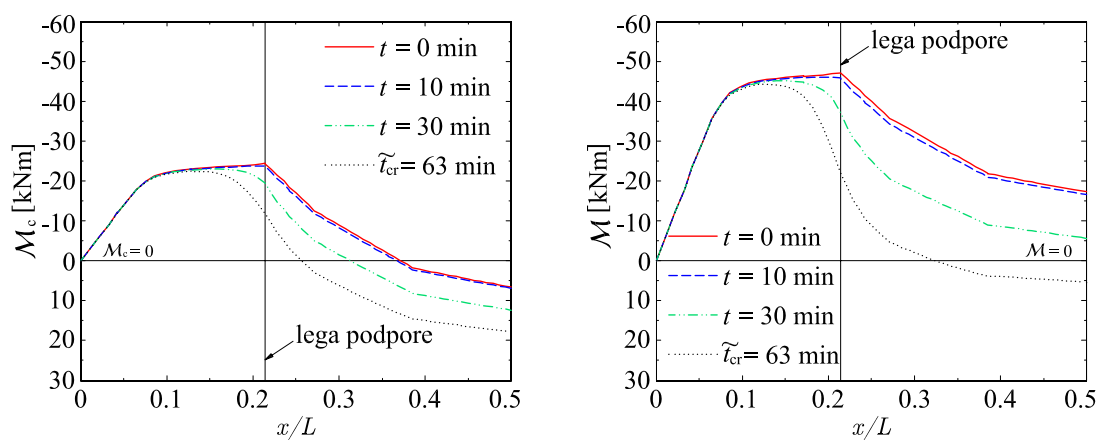 -60
-50
-40
-30
-20
-10
0
10
20
30
ℳc [kNm]
t = 0 min
t = 10 min
t = 30 min
t̃cr= 63 min
ℳc = 0
lega podpore
0
0.1
0.2
0.3
0.4
0.5
x/L
-60
-50
-40
-30
-20
-10
0
10
20
30
ℳ [kNm]
lega podpore
t = 0 min
ℳ = 0
t = 10 min
t = 30 min
t̃cr= 63 min
0
0.1
0.2
0.3
0.4
0.5
x/L